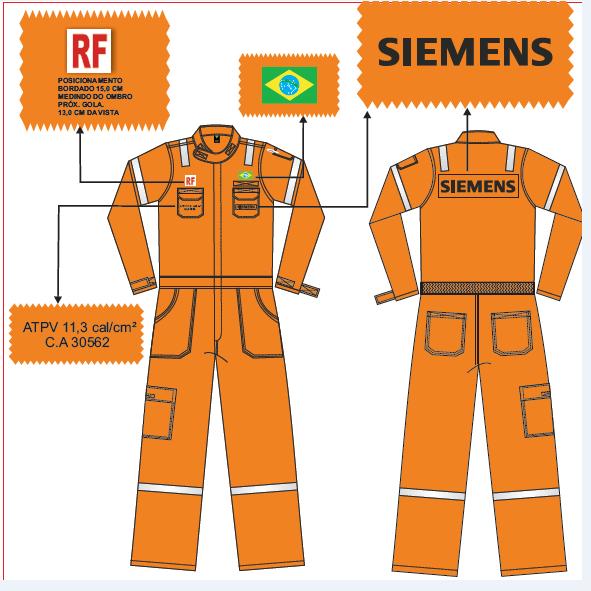 RF
POSICIONAMENTO
BORDADO 15,0 CM
MEDINDO DO OMBRO
PRÓX. GOLA.
13,0 CM DA VISTA
SIEMENS
RF
SIEMENS
ATPV 11,3 cal/cm²
C.A 30562